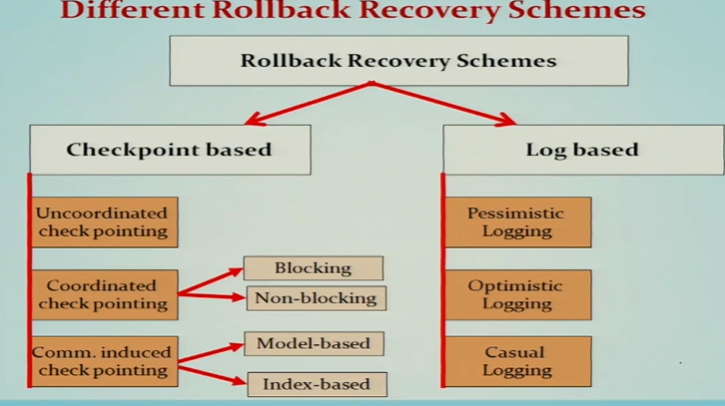 Different Rollback Recovery Schemes
Rollback Recovery Schemes
Checkpoint based
Log based
Uncoordinated
check pointing
Coordinated
check pointing
Blocking
Non-blocking
Comm. induced
check pointing
Model-based
Index-based
Pessimistic
Logging
Optimistic
Logging
Casual
Logging